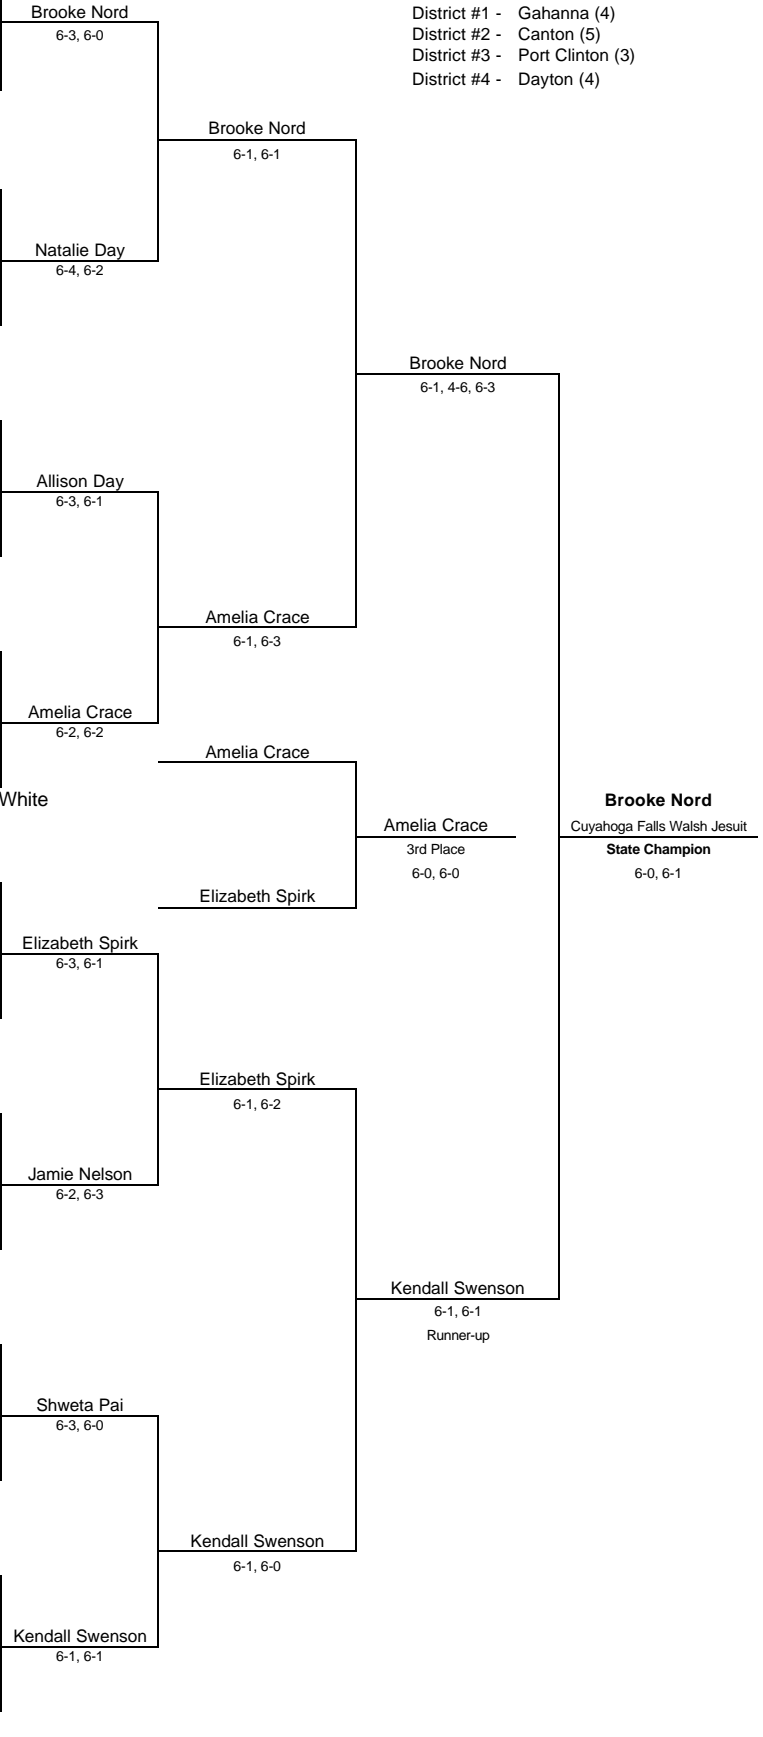 Brooke Nord
6-3, 6-0
District #1 - Gahanna (4)
District #2 - Canton (5)
District #3 - Port Clinton (3)
District #4 - Dayton (4)
Brooke Nord
6-1, 6-1
Natalie Day
6-4, 6-2
Brooke Nord
6-1, 4-6, 6-3
Allison Day
6-3, 6-1
Amelia Crace
6-1, 6-3
Amelia Crace
6-2, 6-2
Amelia Crace
White
Amelia Crace
3rd Place
6-0, 6-0
Brooke Nord
Cuyahoga Falls Walsh Jesuit
State Champion
6-0, 6-1
Elizabeth Spirk
Elizabeth Spirk
6-3, 6-1
Elizabeth Spirk
6-1, 6-2
Jamie Nelson
6-2, 6-3
Kendall Swenson
6-1, 6-1
Runner-up
Shweta Pai
6-3, 6-0
Kendall Swenson
6-1, 6-0
Kendall Swenson
6-1, 6-1